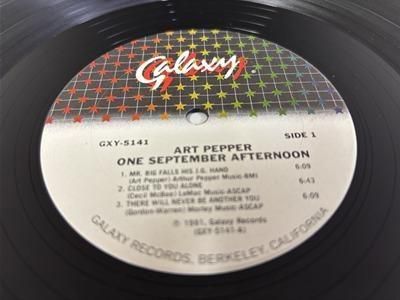 Galaxy
GXY-5141
SIDE 1
ART PEPPER
ONE SEPTEMBER AFTERNOON
1. MR. BIG FALLS HIS J.G. HAND 6:09
(Art Pepper) Arthur Pepper Music-BMI
2. CLOSE TO YOU ALONE 6:43
(Cecil McBee) LeMac Music-ASCAP
3. THERE WILL NEVER BE ANOTHER YOU 6:09
(Gordon-Warren) Morley Music-ASCAP
℗ 1981, Galaxy Records
(GXY-5141-A)
GALAXY RECORDS, BERKELEY, CALIFORNIA